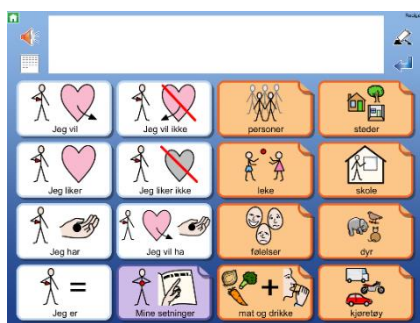 Jeg vil
Jeg vil ikke
personer
steder
Jeg liker
Jeg liker ikke
leke
skole
Jeg har
Jeg vil ha
følelser
dyr
Jeg er
Mine setninger
mat og drikke
kjøretøy